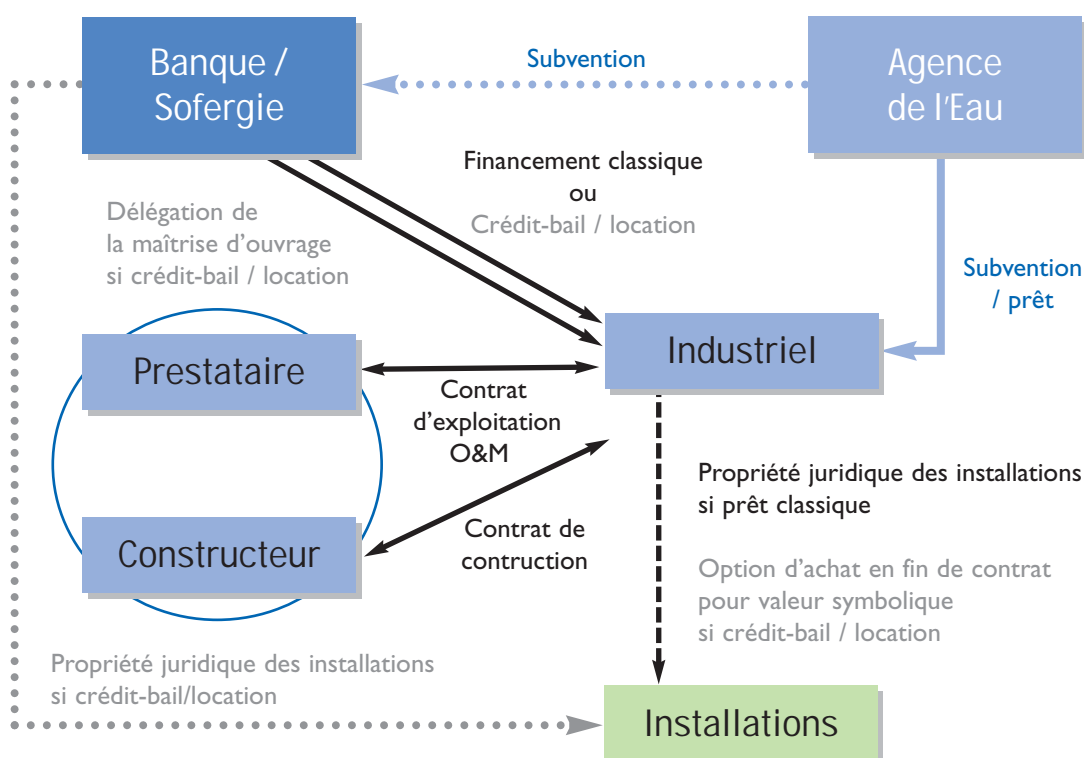 Banque /
Sofergie
Subvention
Agence
de l'Eau
Financement classique
ou
Crédit-bail / location
Délégation de
la maîtrise d'ouvrage
si crédit-bail / location
Subvention
/ prêt
Prestataire
Industriel
Contrat
d'exploitation
O&M
Constructeur
Contrat de
contruction
Propriété juridique des installations
si prêt classique
Option d'achat en fin de contrat
pour valeur symbolique
si crédit-bail / location
Propriété juridique des installations
si crédit-bail/location
Installations